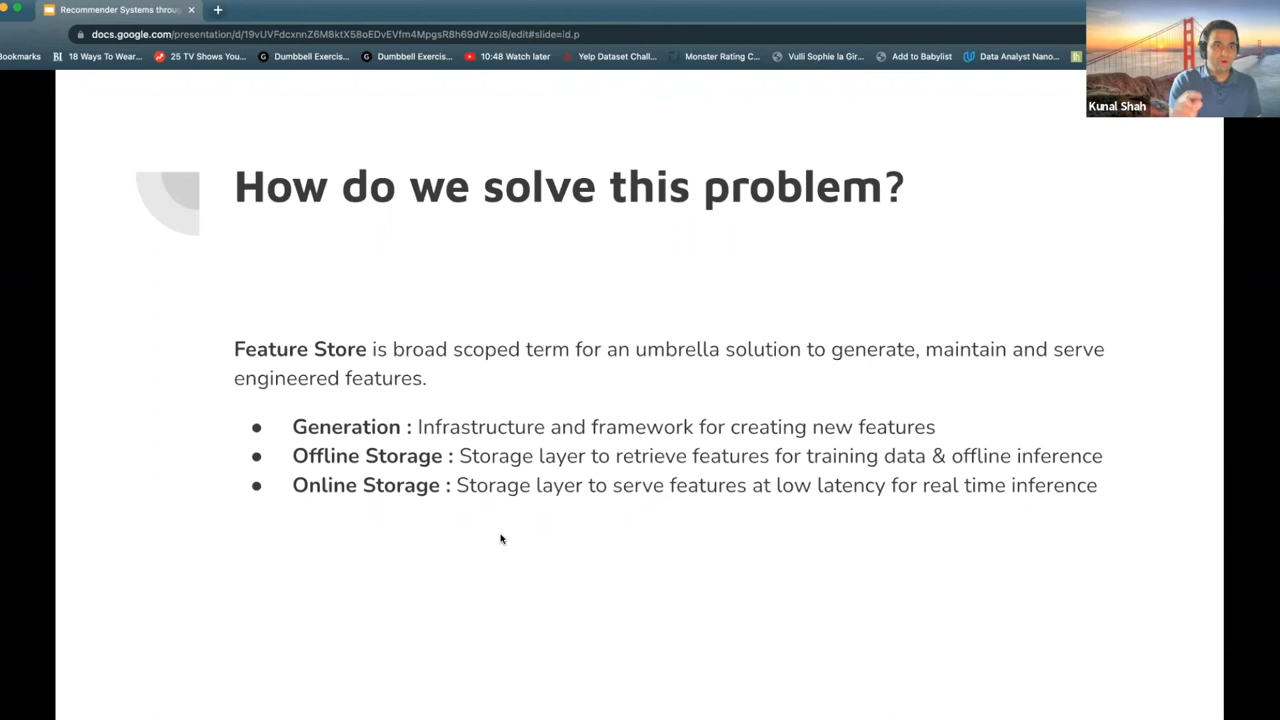 Recommender Systems throu
docs.google.com/presentation/d/19vUVFdcxnnZ6M8ktX58oEDvEVfm4MpgsR8h69dWzoi8/edit#slide=id.p
Bookmarks 18 Ways To Wear... 25 TV Shows You... Dumbbell Exercis... Dumbbell Exercis... 10:48 Watch later Yelp Dataset Chall... Monster Rating C... Vulli Sophie la Gir... Add to Babylist Data Analyst Nano...
Kunal Shah
How do we solve this problem?
Feature Store is broad scoped term for an umbrella solution to generate, maintain and serve
engineered features.
● Generation : Infrastructure and framework for creating new features
● Offline Storage : Storage layer to retrieve features for training data & offline inference
● Online Storage : Storage layer to serve features at low latency for real time inference